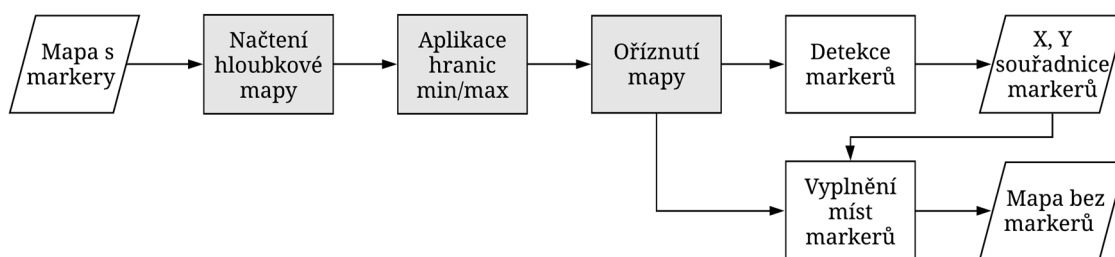 Mapa s
markery
Načtení
hloubkové
mapy
Aplikace
hranic
min/max
Oříznutí
mapy
Detekce
markerů
X, Y
souřadnice
markerů
Vyplnění
míst
markerů
Mapa bez
markerů